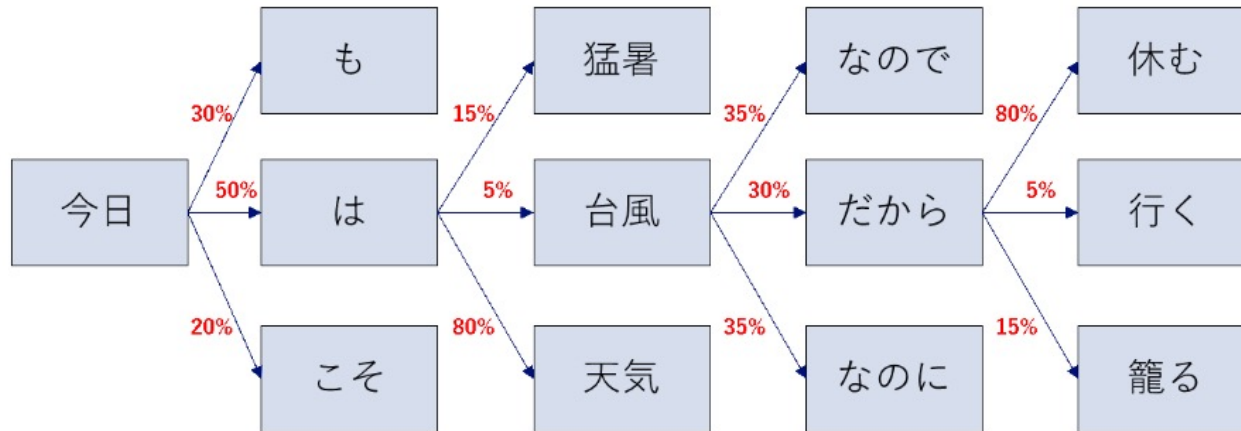 も
猛暑
なので
休む
30%
15%
35%
80%
今日
50%
は
5%
台風
30%
だから
5%
行く
20%
80%
35%
15%
こそ
天気
なのに
籠る